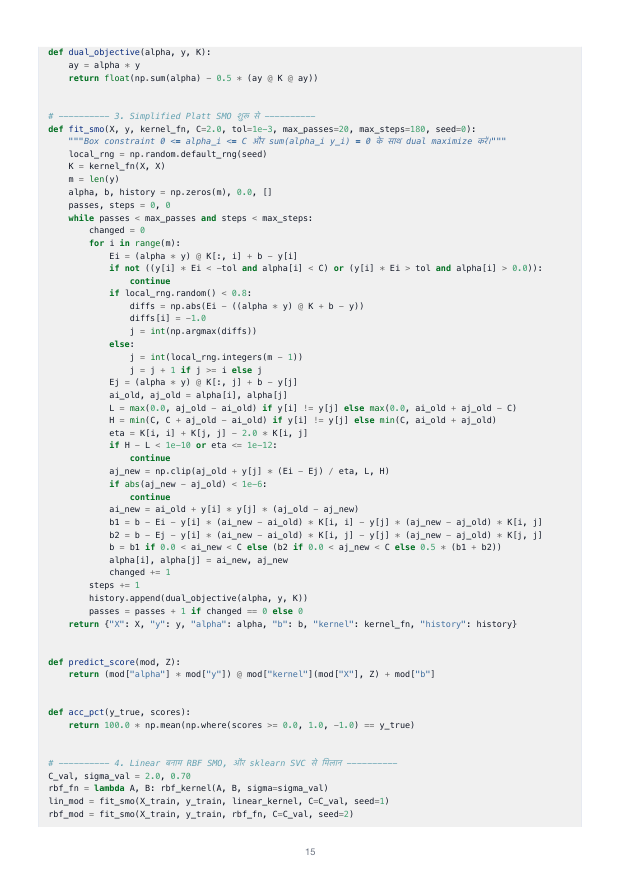 def dual_objective(alpha, y, K):
    ay = alpha * y
    return float(np.sum(alpha) - 0.5 * (ay @ K @ ay))
# ---------- 3. Simplified Platt SMO शुरू से ----------
def fit_smo(X, y, kernel_fn, C=2.0, tol=1e-3, max_passes=20, max_steps=180, seed=0):
    """Box constraint 0 <= alpha_i <= C और sum(alpha_i y_i) = 0 के साथ dual maximize करें।"""
    local_rng = np.random.default_rng(seed)
    K = kernel_fn(X, X)
    m = len(y)
    alpha, b, history = np.zeros(m), 0.0, []
    passes, steps = 0, 0
    while passes < max_passes and steps < max_steps:
        changed = 0
        for i in range(m):
            Ei = (alpha * y) @ K[:, i] + b - y[i]
            if not ((y[i] * Ei < -tol and alpha[i] < C) or (y[i] * Ei > tol and alpha[i] > 0.0)):
                continue
            if local_rng.random() < 0.8:
                diffs = np.abs(Ei - ((alpha * y) @ K + b - y))
                diffs[i] = -1.0
                j = int(np.argmax(diffs))
            else:
                j = int(local_rng.integers(m - 1))
                j = j + 1 if j >= i else j
            Ej = (alpha * y) @ K[:, j] + b - y[j]
            ai_old, aj_old = alpha[i], alpha[j]
            L = max(0.0, aj_old - ai_old) if y[i] != y[j] else max(0.0, ai_old + aj_old - C)
            H = min(C, C + aj_old - ai_old) if y[i] != y[j] else min(C, ai_old + aj_old)
            eta = K[i, i] + K[j, j] - 2.0 * K[i, j]
            if H - L < 1e-10 or eta <= 1e-12:
                continue
            aj_new = np.clip(aj_old + y[j] * (Ei - Ej) / eta, L, H)
            if abs(aj_new - aj_old) < 1e-6:
                continue
            ai_new = ai_old + y[i] * y[j] * (aj_old - aj_new)
            b1 = b - Ei - y[i] * (ai_new - ai_old) * K[i, i] - y[j] * (aj_new - aj_old) * K[i, j]
            b2 = b - Ej - y[i] * (ai_new - ai_old) * K[i, j] - y[j] * (aj_new - aj_old) * K[j, j]
            b = b1 if 0.0 < ai_new < C else (b2 if 0.0 < aj_new < C else 0.5 * (b1 + b2))
            alpha[i], alpha[j] = ai_new, aj_new
            changed += 1
        steps += 1
        history.append(dual_objective(alpha, y, K))
        passes = passes + 1 if changed == 0 else 0
    return {"X": X, "y": y, "alpha": alpha, "b": b, "kernel": kernel_fn, "history": history}
def predict_score(mod, Z):
    return (mod["alpha"] * mod["y"]) @ mod["kernel"](mod["X"], Z) + mod["b"]
def acc_pct(y_true, scores):
    return 100.0 * np.mean(np.where(scores >= 0.0, 1.0, -1.0) == y_true)
# ---------- 4. Linear बनाम RBF SMO, और sklearn SVC से मिलान ----------
C_val, sigma_val = 2.0, 0.70
rbf_fn = lambda A, B: rbf_kernel(A, B, sigma=sigma_val)
lin_mod = fit_smo(X_train, y_train, linear_kernel, C=C_val, seed=1)
rbf_mod = fit_smo(X_train, y_train, rbf_fn, C=C_val, seed=2)
15